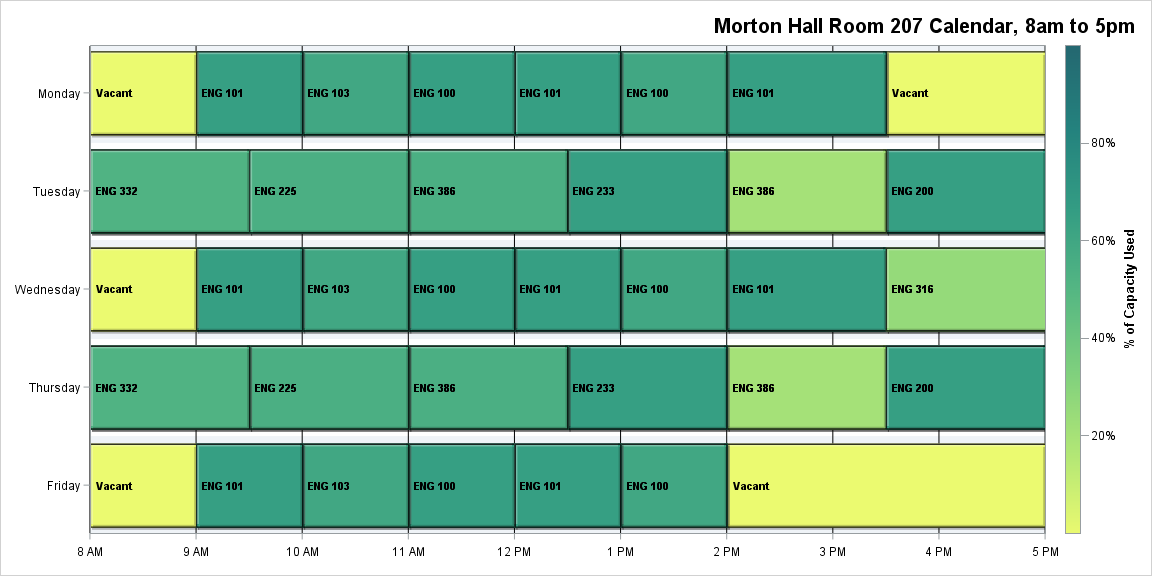 Morton Hall Room 207 Calendar, 8am to 5pm
Monday
Vacant
ENG 101
ENG 103
ENG 100
ENG 101
ENG 100
ENG 101
Vacant
Tuesday
ENG 332
ENG 225
ENG 386
ENG 233
ENG 386
ENG 200
Wednesday
Vacant
ENG 101
ENG 103
ENG 100
ENG 101
ENG 100
ENG 101
ENG 316
Thursday
ENG 332
ENG 225
ENG 386
ENG 233
ENG 386
ENG 200
Friday
Vacant
ENG 101
ENG 103
ENG 100
ENG 101
ENG 100
Vacant
8 AM
9 AM
10 AM
11 AM
12 PM
1 PM
2 PM
3 PM
4 PM
5 PM
80%
60%
40%
20%
% of Capacity Used